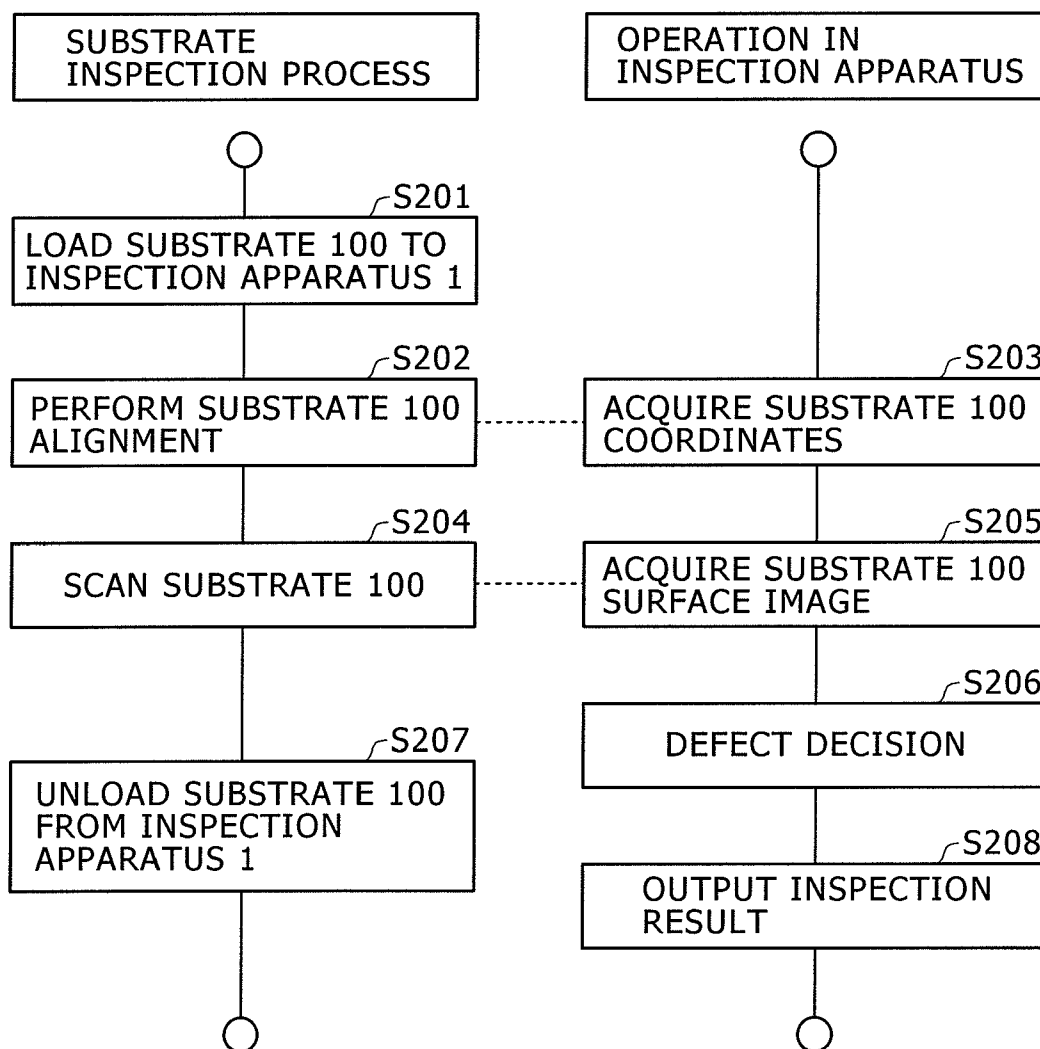 SUBSTRATE
INSPECTION PROCESS
OPERATION IN
INSPECTION APPARATUS
S201
LOAD SUBSTRATE 100 TO
INSPECTION APPARATUS 1
S202
PERFORM SUBSTRATE 100
ALIGNMENT
S203
ACQUIRE SUBSTRATE 100
COORDINATES
S204
SCAN SUBSTRATE 100
S205
ACQUIRE SUBSTRATE 100
SURFACE IMAGE
S206
DEFECT DECISION
S207
UNLOAD SUBSTRATE 100
FROM INSPECTION
APPARATUS 1
S208
OUTPUT INSPECTION
RESULT